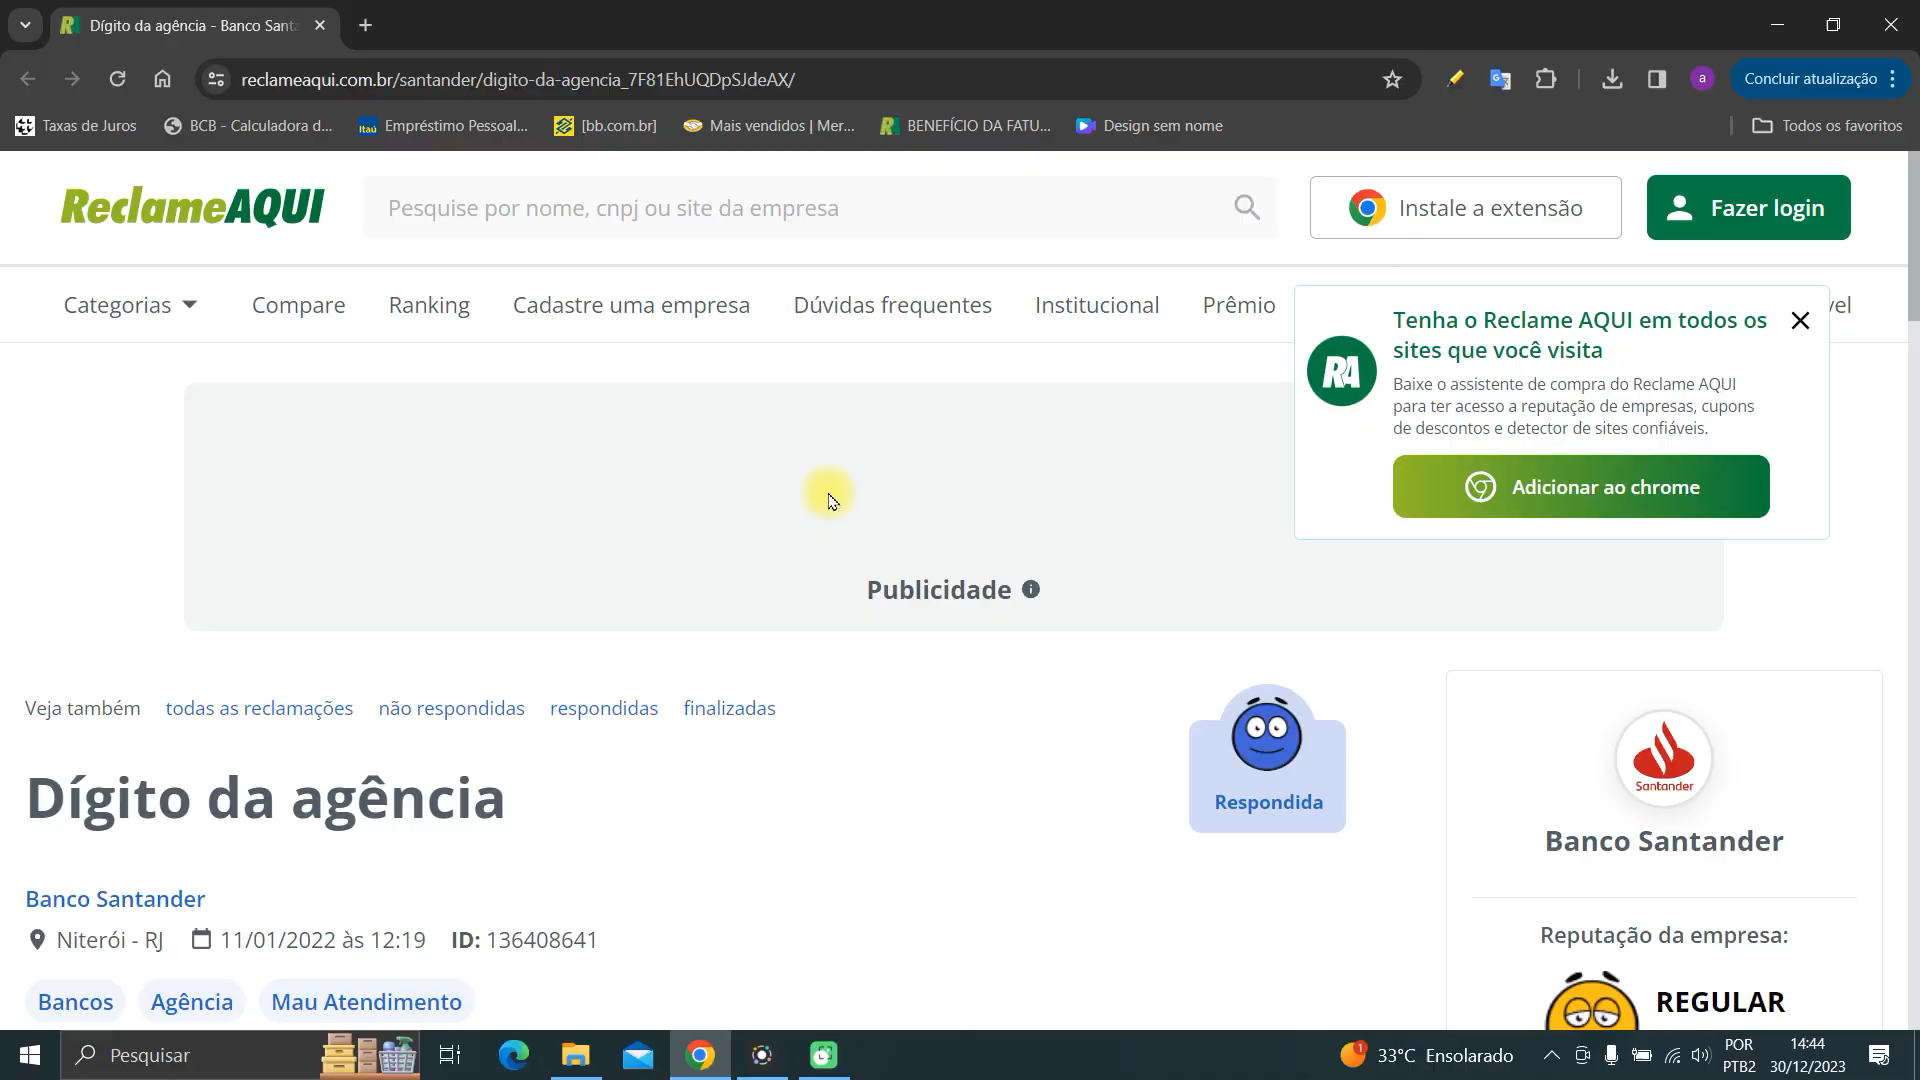 Dígito da agência - Banco Sant
reclameaqui.com.br/santander/digito-da-agencia_7F81EhUQDpSJdeAX/
a
Concluir atualização
Taxas de Juros
BCB - Calculadora d...
Itaú
Empréstimo Pessoal...
[bb.com.br]
Mais vendidos | Mer...
BENEFÍCIO DA FATU...
Design sem nome
Todos os favoritos
ReclameAQUI
Pesquise por nome, cnpj ou site da empresa
Instale a extensão
Fazer login
Categorias
Compare
Ranking
Cadastre uma empresa
Dúvidas frequentes
Institucional
Prêmio
vel
RA
Tenha o Reclame AQUI em todos os
sites que você visita
Baixe o assistente de compra do Reclame AQUI
para ter acesso a reputação de empresas, cupons
de descontos e detector de sites confiáveis.
Adicionar ao chrome
Publicidade
Veja também
todas as reclamações
não respondidas
respondidas
finalizadas
Respondida
Dígito da agência
Banco Santander
Niterói - RJ
11/01/2022 às 12:19
ID: 136408641
Bancos
Agência
Mau Atendimento
Santander
Banco Santander
Reputação da empresa:
REGULAR
Pesquisar
1
33°C Ensolarado
POR
PTB2
14:44
30/12/2023